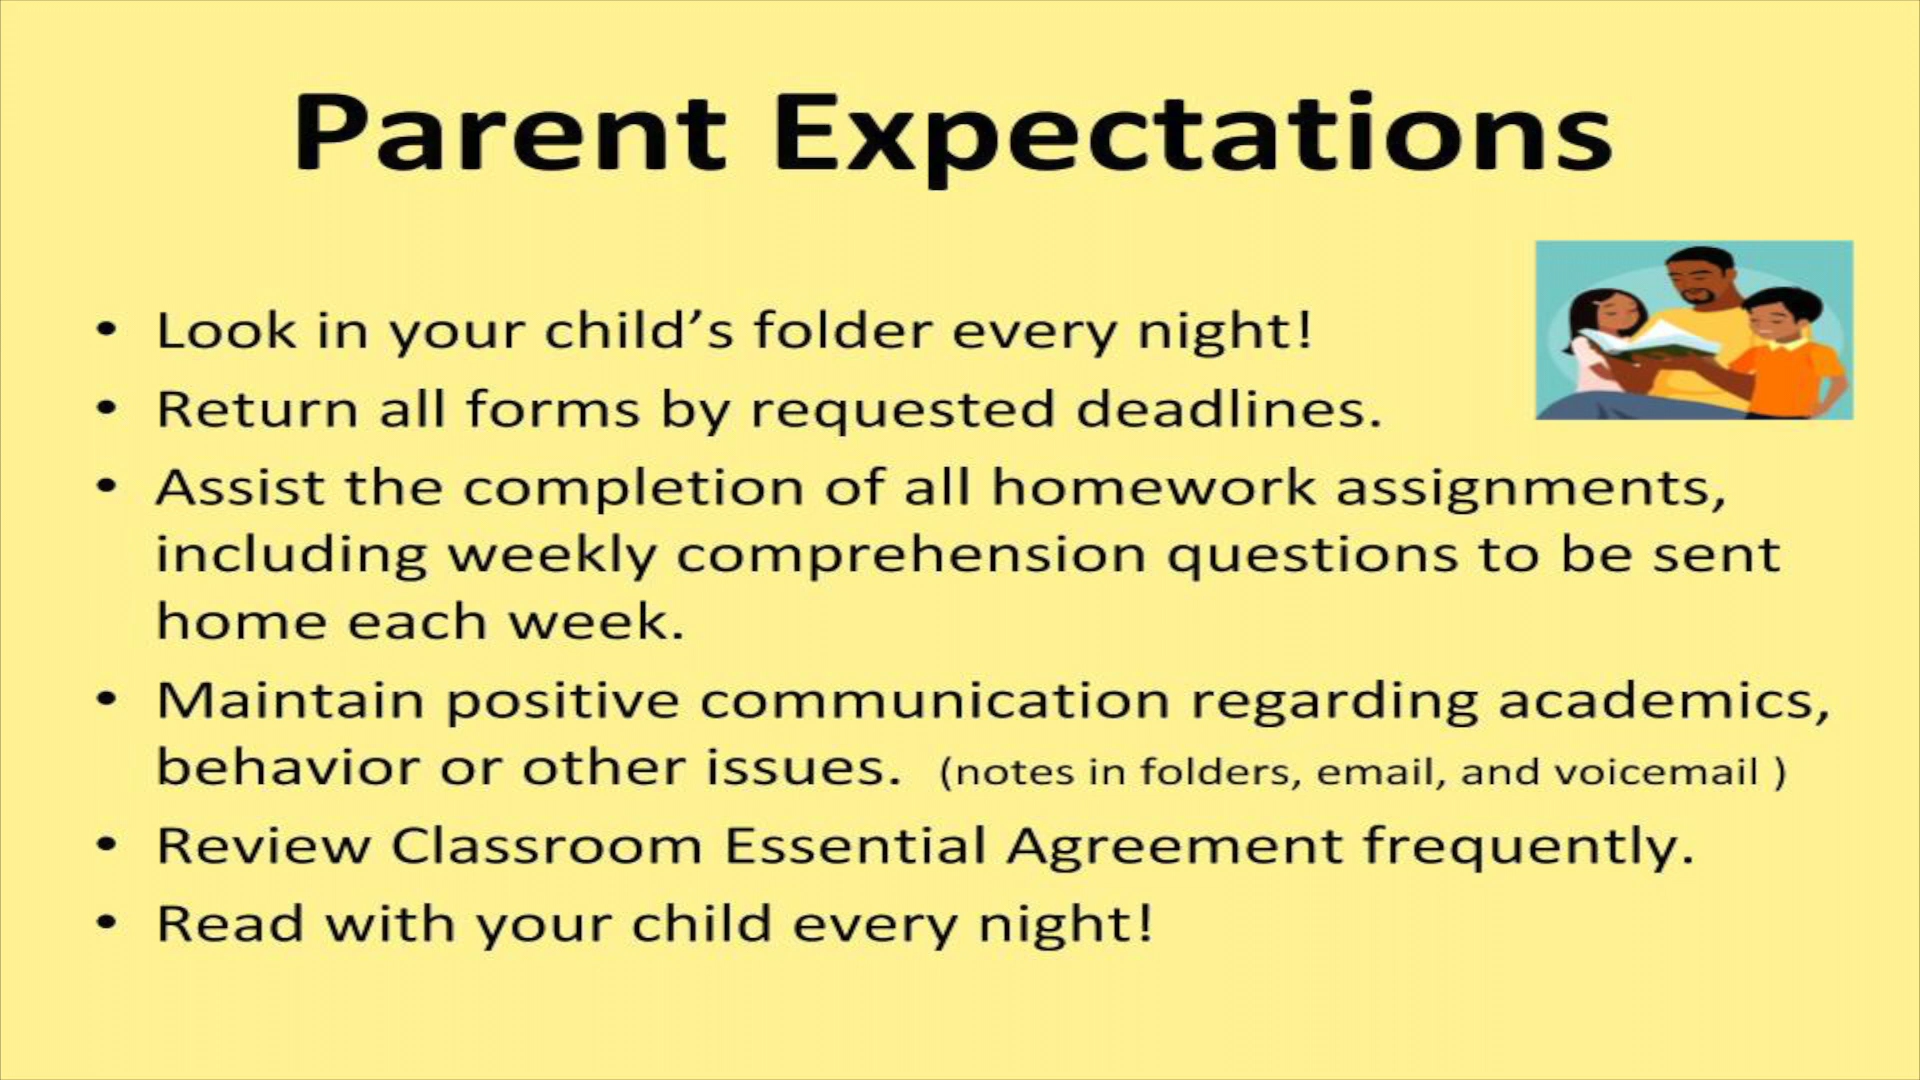 Parent Expectations
• Look in your child’s folder every night!
• Return all forms by requested deadlines.
• Assist the completion of all homework assignments,
including weekly comprehension questions to be sent
home each week.
• Maintain positive communication regarding academics,
behavior or other issues. (notes in folders, email, and voicemail )
• Review Classroom Essential Agreement frequently.
• Read with your child every night!